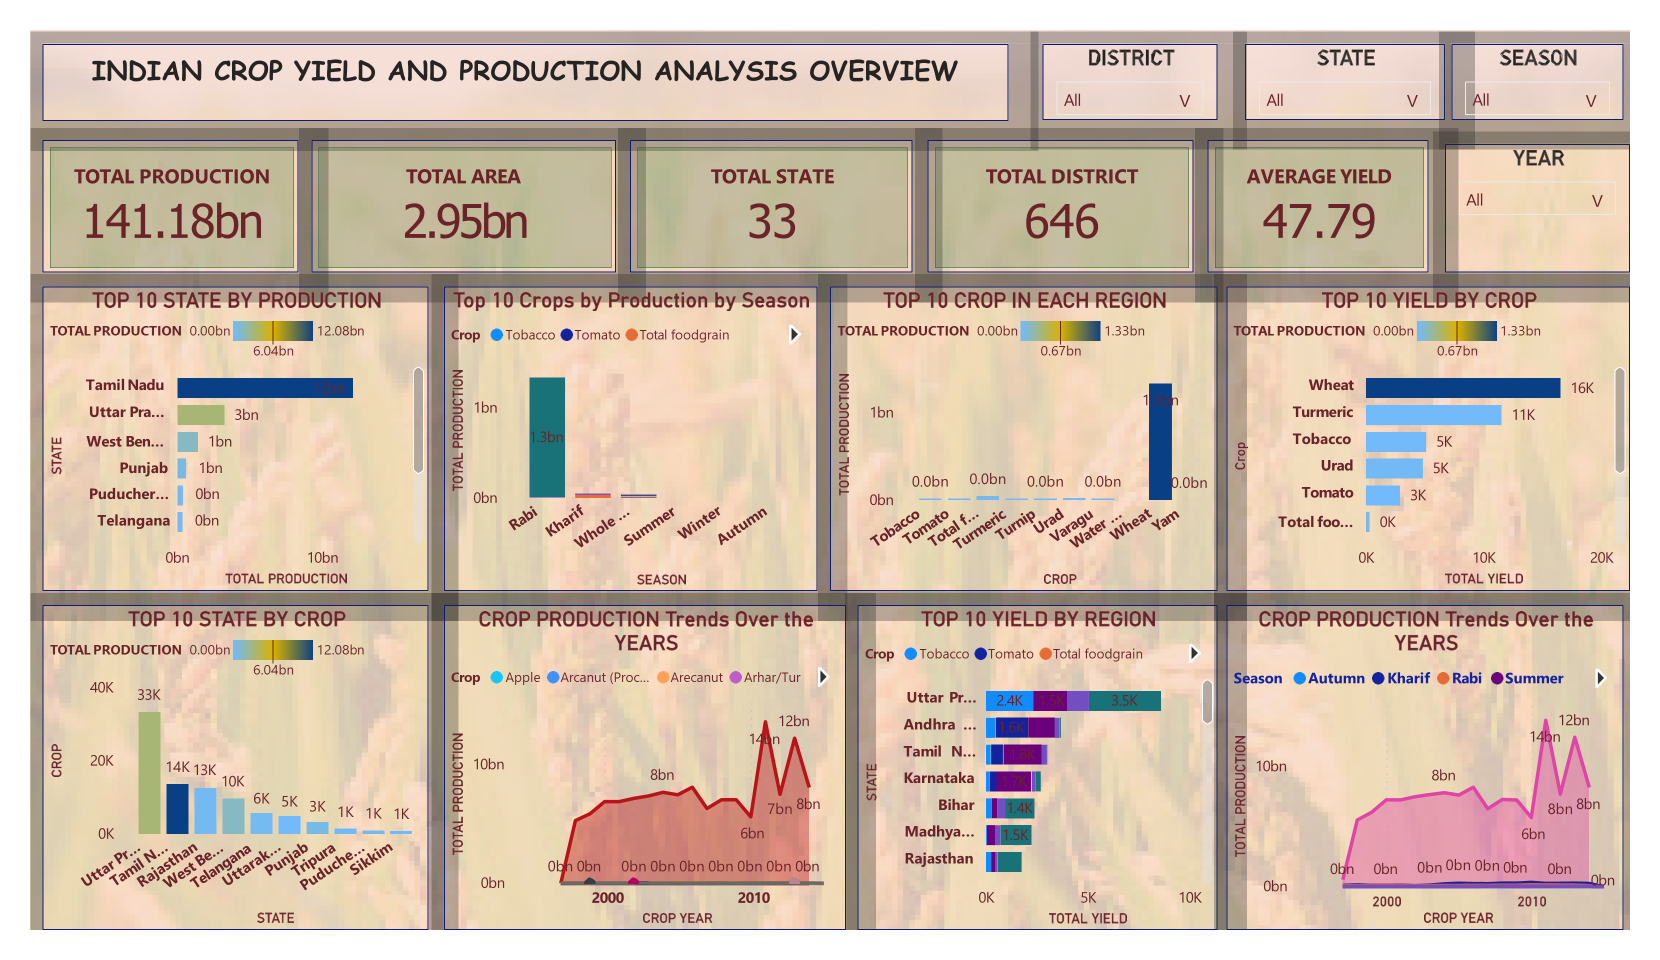 INDIAN CROP YIELD AND PRODUCTION ANALYSIS OVERVIEW
DISTRICT
All V
STATE
All V
SEASON
All V
TOTAL PRODUCTION
141.18bn
TOTAL AREA
2.95bn
TOTAL STATE
33
TOTAL DISTRICT
646
AVERAGE YIELD
47.79
YEAR
All V
TOP 10 STATE BY PRODUCTION
TOTAL PRODUCTION 0.00bn 12.08bn
6.04bn
STATE
Tamil Nadu
Uttar Pra... 3bn
West Ben... 1bn
Punjab 1bn
Puducher... 0bn
Telangana 0bn
0bn 10bn
TOTAL PRODUCTION
Top 10 Crops by Production by Season
Crop Tobacco Tomato Total foodgrain
TOTAL PRODUCTION
1bn
0bn
1.3bn
Rabi Kharif Whole ... Summer Winter Autumn
SEASON
TOP 10 CROP IN EACH REGION
TOTAL PRODUCTION 0.00bn 1.33bn
0.67bn
TOTAL PRODUCTION
1bn
0bn
0.0bn 0.0bn 0.0bn 0.0bn 0.0bn
Tobacco Tomato Total f... Turmeric Turnip Urad Varagu Water ... Wheat Yam
CROP
TOP 10 YIELD BY CROP
TOTAL PRODUCTION 0.00bn 1.33bn
0.67bn
Crop
Wheat 16K
Turmeric 11K
Tobacco 5K
Urad 5K
Tomato 3K
Total foo... 0K
0K 10K 20K
TOTAL YIELD
TOP 10 STATE BY CROP
TOTAL PRODUCTION 0.00bn 12.08bn
6.04bn
CROP
40K
20K
0K
33K 14K 13K 10K 6K 5K 3K 1K 1K 1K
Uttar Pr... Tamil N... Rajasthan West Be... Telangana Uttarak... Punjab Tripura Puduche... Sikkim
STATE
CROP PRODUCTION Trends Over the
YEARS
Crop Apple Arcanut (Proc... Arecanut Arhar/Tur
TOTAL PRODUCTION
10bn
0bn
8bn 14bn 12bn 7bn 8bn 6bn
0bn 0bn 0bn 0bn 0bn 0bn 0bn 0bn 0bn
2000 2010
CROP YEAR
TOP 10 YIELD BY REGION
Crop Tobacco Tomato Total foodgrain
STATE
Uttar Pr... 2.4K 3.5K
Andhra ... 1.6K
Tamil N...
Karnataka
Bihar 1.4K
Madhya... 1.5K
Rajasthan
0K 5K 10K
TOTAL YIELD
CROP PRODUCTION Trends Over the
YEARS
Season Autumn Kharif Rabi Summer
TOTAL PRODUCTION
10bn
0bn
8bn 14bn 12bn 8bn 8bn 6bn
0bn 0bn 0bn 0bn 0bn 0bn 0bn 0bn
2000 2010
CROP YEAR